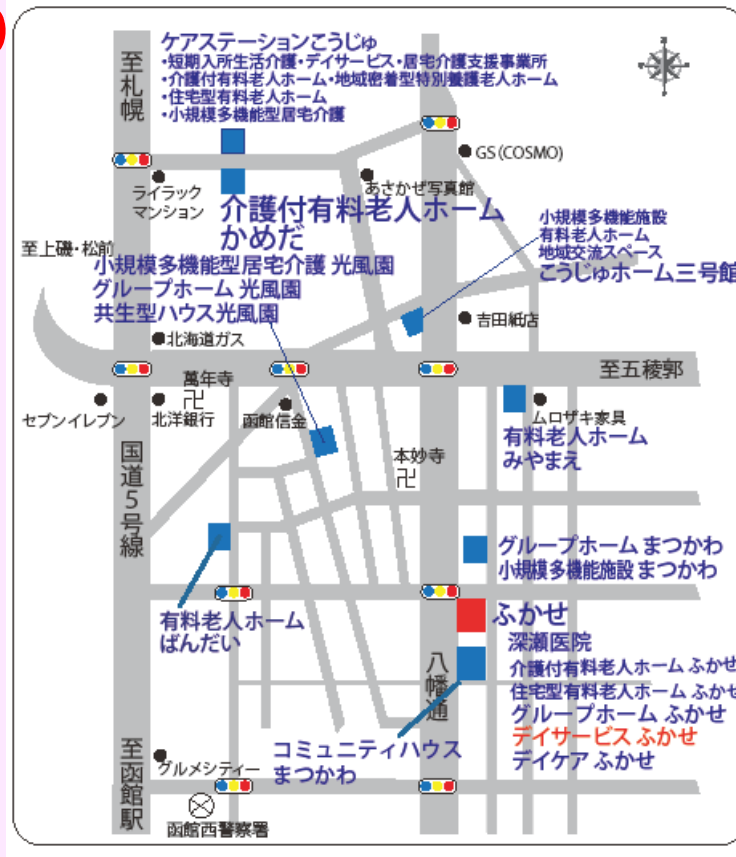 ケアステーションこうじゅ
・短期入所生活介護・デイサービス・居宅介護支援事業所
・介護付有料老人ホーム・地域密着型特別養護老人ホーム
・住宅型有料老人ホーム
・小規模多機能型居宅介護
至札幌
GS(COSMO)
ライラック
マンション
あさかぜ写真館
介護付有料老人ホーム
かめだ
小規模多機能施設
有料老人ホーム
地域交流スペース
こうじゅホーム三号館
至上磯・松前
小規模多機能型居宅介護 光風園
グループホーム 光風園
共生型ハウス光風園
吉田紙店
北海道ガス
至五稜郭
萬年寺
卍
セブンイレブン
北洋銀行
函館信金
ムロザキ家具
有料老人ホーム
みやまえ
国道5号線
本妙寺
卍
グループホーム まつかわ
小規模多機能施設 まつかわ
有料老人ホーム
ばんだい
ふかせ
深瀬医院
介護付有料老人ホーム ふかせ
住宅型有料老人ホーム ふかせ
グループホーム ふかせ
デイサービス ふかせ
デイケア ふかせ
八幡通
コミュニティハウス
まつかわ
至函館駅
グルメシティー
函館西警察署